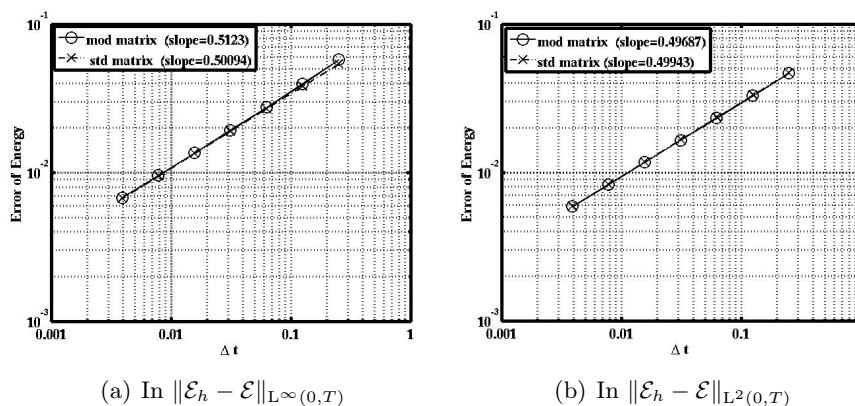 10^-1
mod matrix (slope=0.5123)
std matrix (slope=0.50094)
Error of Energy
10^-2
10^-3
0.001 0.01 0.1 1
Δ t
(a) In ‖ℰ_h − ℰ‖_{L^∞(0,T)}
10^-1
mod matrix (slope=0.49687)
std matrix (slope=0.49943)
Error of Energy
10^-2
10^-3
0.001 0.01 0.1
Δ t
(b) In ‖ℰ_h − ℰ‖_{L^2(0,T)}